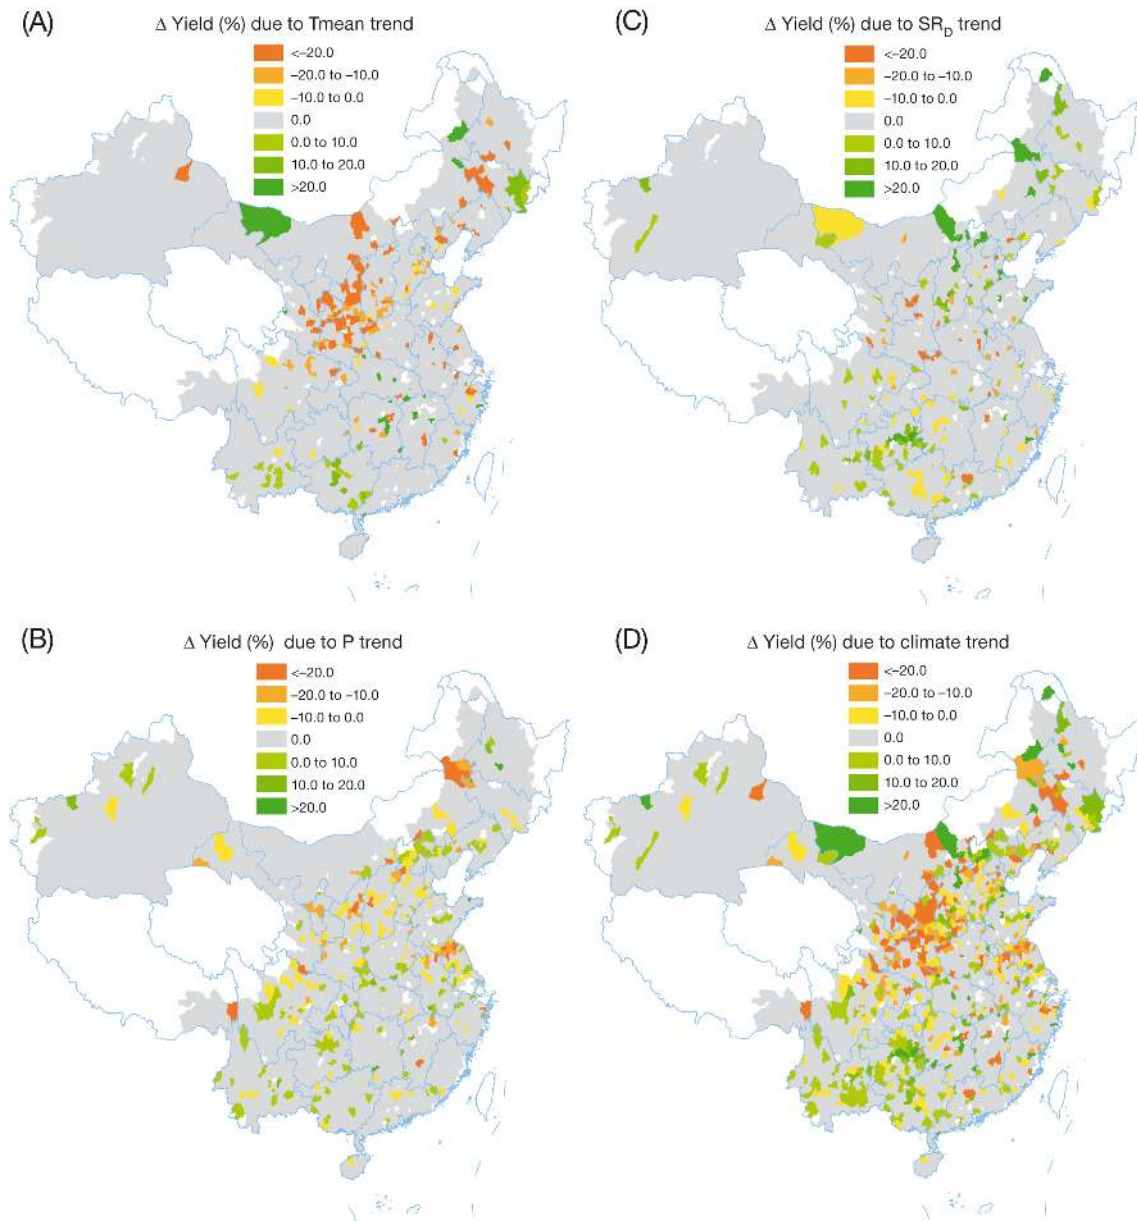 (A)
Δ Yield (%) due to Tmean trend
<–20.0
–20.0 to –10.0
–10.0 to 0.0
0.0
0.0 to 10.0
10.0 to 20.0
>20.0
(C)
Δ Yield (%) due to SR_D trend
<–20.0
–20.0 to –10.0
–10.0 to 0.0
0.0
0.0 to 10.0
10.0 to 20.0
>20.0
(B)
Δ Yield (%) due to P trend
<–20.0
–20.0 to –10.0
–10.0 to 0.0
0.0
0.0 to 10.0
10.0 to 20.0
>20.0
(D)
Δ Yield (%) due to climate trend
<–20.0
–20.0 to –10.0
–10.0 to 0.0
0.0
0.0 to 10.0
10.0 to 20.0
>20.0